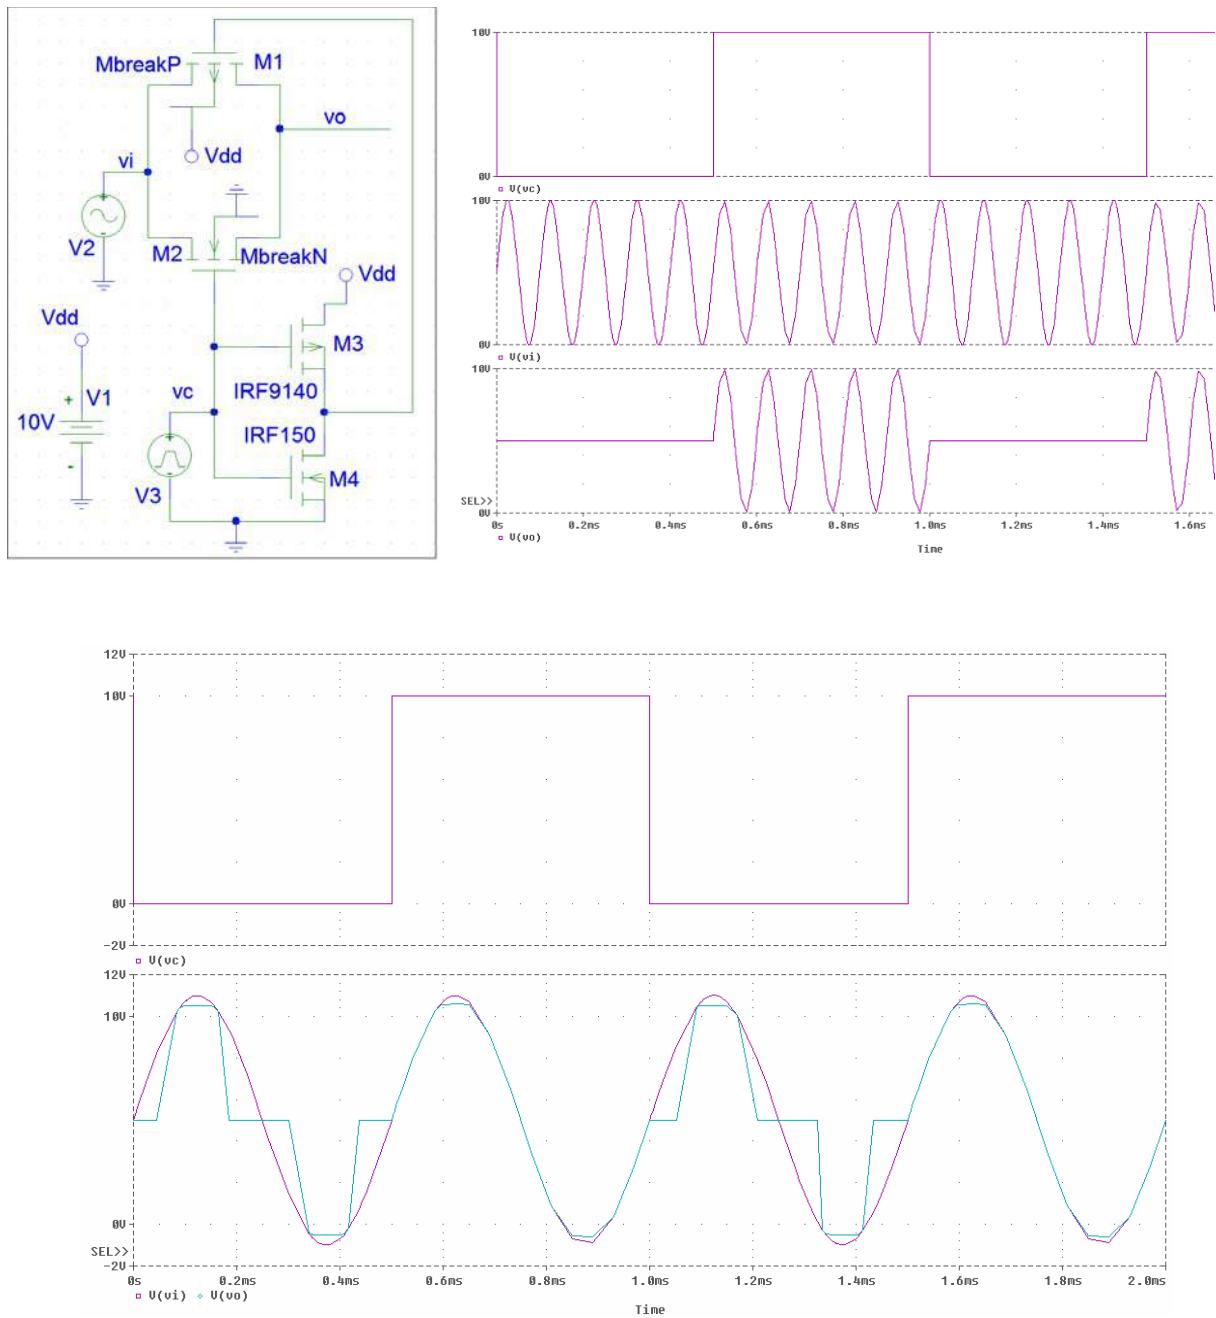 MbreakP
M1
vo
Vdd
vi
V2
M2
MbreakN
Vdd
Vdd
M3
+
V1
vc
IRF9140
10V
IRF150
-
V3
M4
10V
0V
V(vc)
10V
0V
V(vi)
10V
SEL>>
0V
0s 0.2ms 0.4ms 0.6ms 0.8ms 1.0ms 1.2ms 1.4ms 1.6ms
V(vo)
Time
12V
10V
0V
-2V
V(vc)
12V
10V
0V
SEL>>
-2V
0s 0.2ms 0.4ms 0.6ms 0.8ms 1.0ms 1.2ms 1.4ms 1.6ms 1.8ms 2.0ms
V(vi) V(vo)
Time